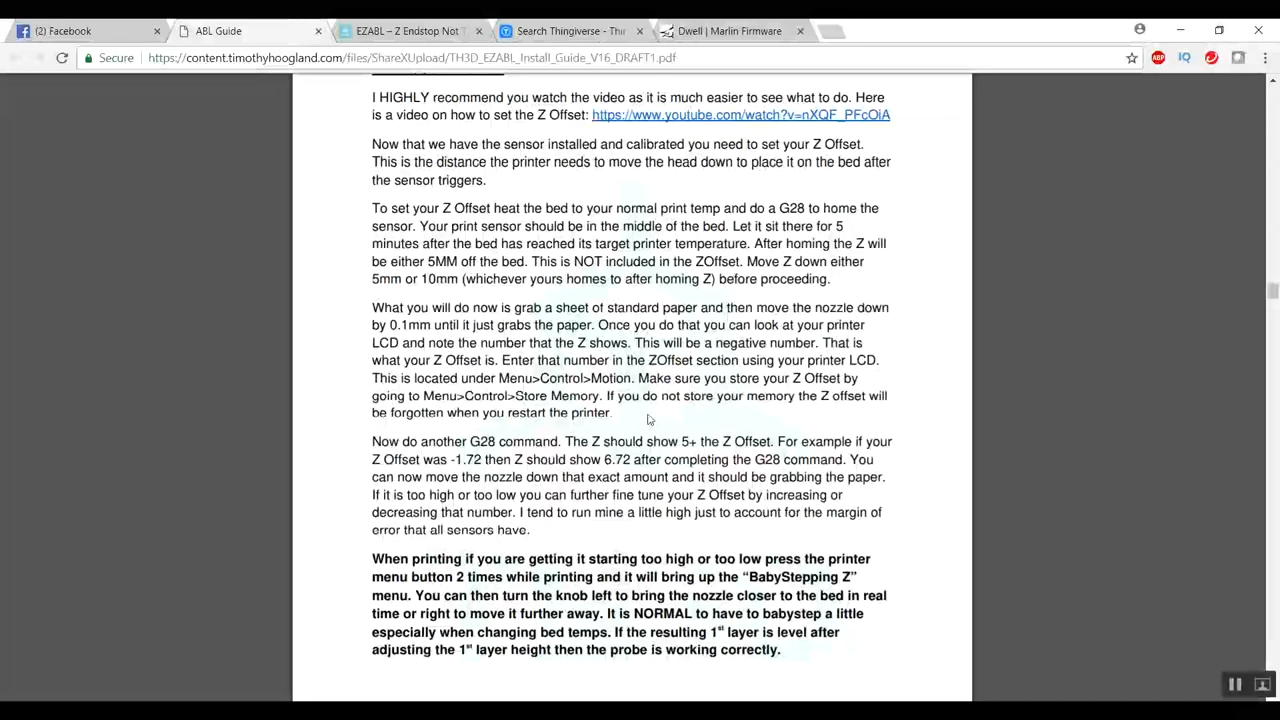 (2) Facebook
ABL Guide
EZABL – Z Endstop Not T
Search Thingiverse - Thi
Dwell | Marlin Firmware
Secure
https://content.timothyhoogland.com/files/ShareXUpload/TH3D_EZABL_Install_Guide_V16_DRAFT1.pdf
ABP
IQ
I HIGHLY recommend you watch the video as it is much easier to see what to do. Here
is a video on how to set the Z Offset: https://www.youtube.com/watch?v=nXQF_PFcOiA
Now that we have the sensor installed and calibrated you need to set your Z Offset.
This is the distance the printer needs to move the head down to place it on the bed after
the sensor triggers.
To set your Z Offset heat the bed to your normal print temp and do a G28 to home the
sensor. Your print sensor should be in the middle of the bed. Let it sit there for 5
minutes after the bed has reached its target printer temperature. After homing the Z will
be either 5MM off the bed. This is NOT included in the ZOffset. Move Z down either
5mm or 10mm (whichever yours homes to after homing Z) before proceeding.
What you will do now is grab a sheet of standard paper and then move the nozzle down
by 0.1mm until it just grabs the paper. Once you do that you can look at your printer
LCD and note the number that the Z shows. This will be a negative number. That is
what your Z Offset is. Enter that number in the ZOffset section using your printer LCD.
This is located under Menu>Control>Motion. Make sure you store your Z Offset by
going to Menu>Control>Store Memory. If you do not store your memory the Z offset will
be forgotten when you restart the printer.
Now do another G28 command. The Z should show 5+ the Z Offset. For example if your
Z Offset was -1.72 then Z should show 6.72 after completing the G28 command. You
can now move the nozzle down that exact amount and it should be grabbing the paper.
If it is too high or too low you can further fine tune your Z Offset by increasing or
decreasing that number. I tend to run mine a little high just to account for the margin of
error that all sensors have.
When printing if you are getting it starting too high or too low press the printer
menu button 2 times while printing and it will bring up the “BabyStepping Z”
menu. You can then turn the knob left to bring the nozzle closer to the bed in real
time or right to move it further away. It is NORMAL to have to babystep a little
especially when changing bed temps. If the resulting 1st layer is level after
adjusting the 1st layer height then the probe is working correctly.